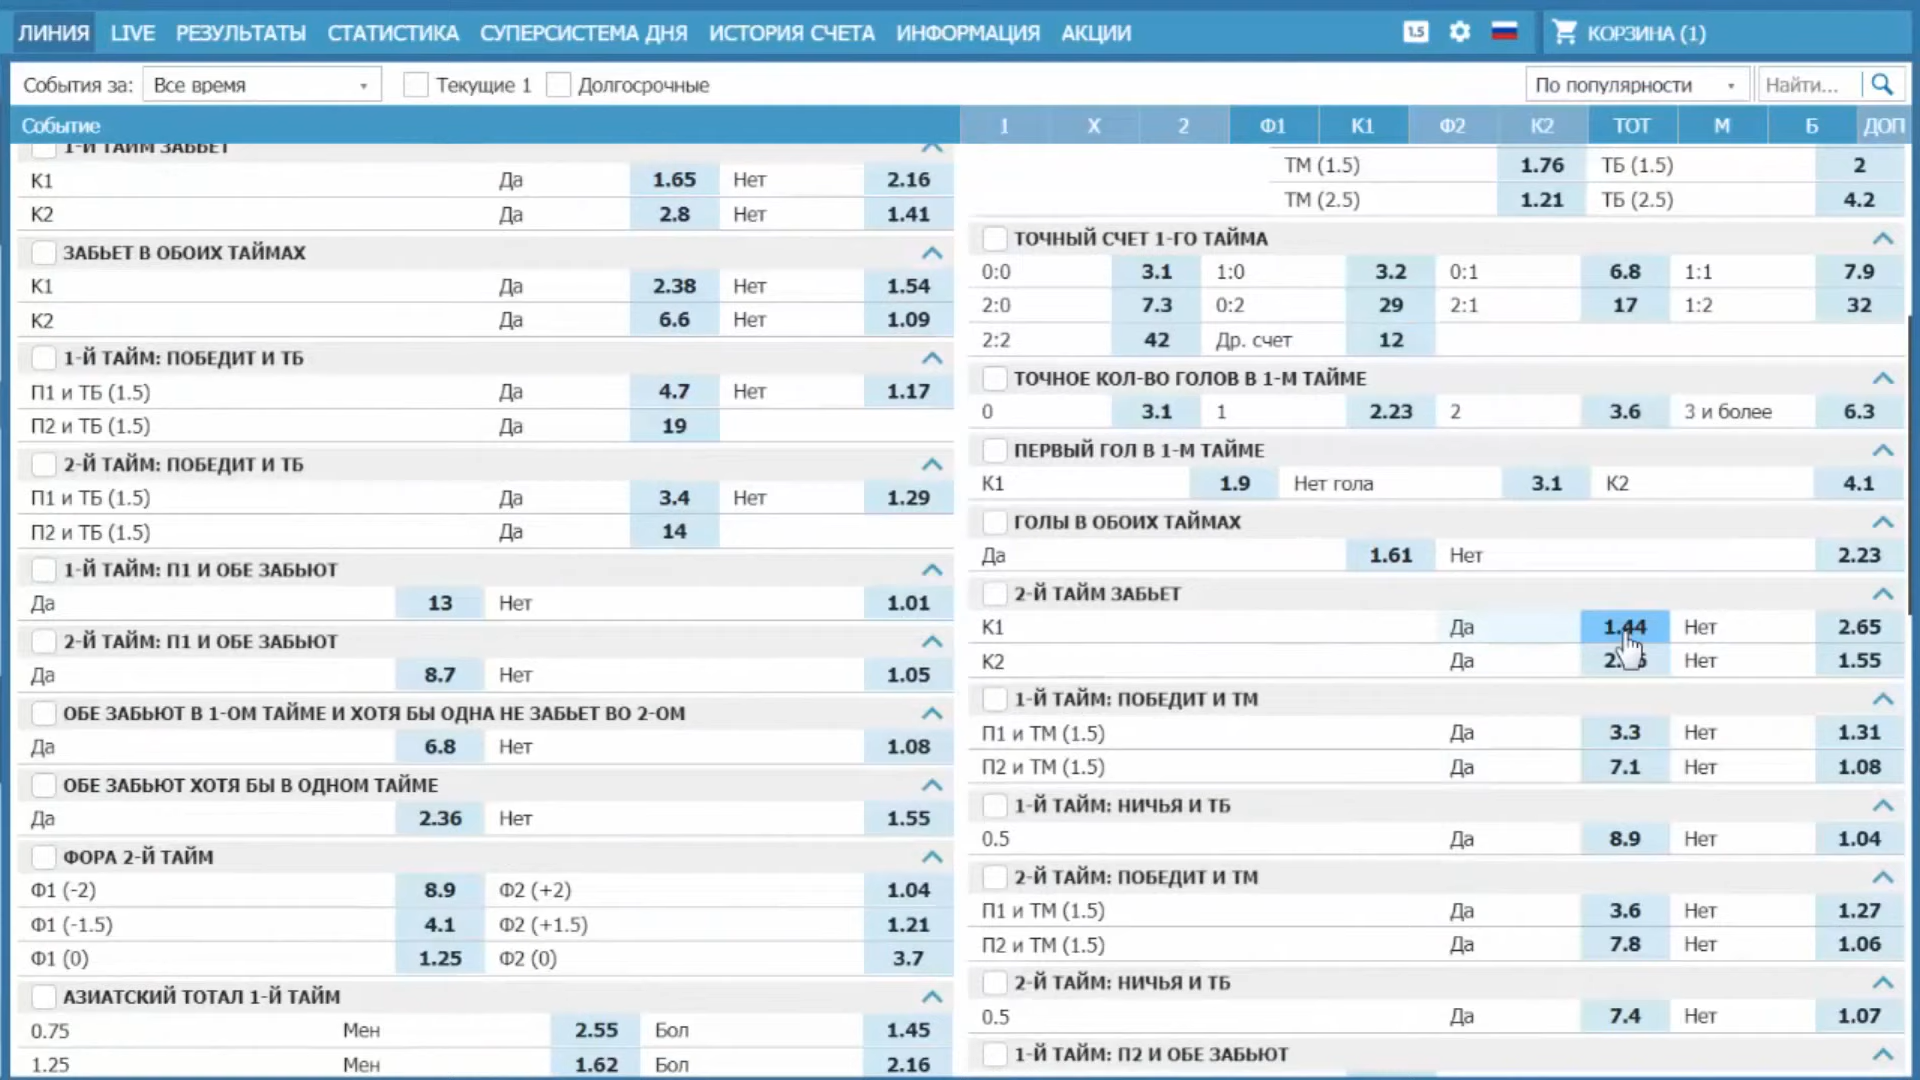 ЛИНИЯ LIVE РЕЗУЛЬТАТЫ СТАТИСТИКА СУПЕРСИСТЕМА ДНЯ ИСТОРИЯ СЧЕТА ИНФОРМАЦИЯ АКЦИИ 1.5 КОРЗИНА (1)
События за: Все время Текущие 1 Долгосрочные По популярности Найти...
Событие 1 X 2 Ф1 К1 Ф2 К2 ТОТ М Б ДОП
1-Й ТАЙМ ЗАБЬЕТ
К1 Да 1.65 Нет 2.16
К2 Да 2.8 Нет 1.41
ЗАБЬЕТ В ОБОИХ ТАЙМАХ
К1 Да 2.38 Нет 1.54
К2 Да 6.6 Нет 1.09
1-Й ТАЙМ: ПОБЕДИТ И ТБ
П1 и ТБ (1.5) Да 4.7 Нет 1.17
П2 и ТБ (1.5) Да 19
2-Й ТАЙМ: ПОБЕДИТ И ТБ
П1 и ТБ (1.5) Да 3.4 Нет 1.29
П2 и ТБ (1.5) Да 14
1-Й ТАЙМ: П1 И ОБЕ ЗАБЬЮТ
Да 13 Нет 1.01
2-Й ТАЙМ: П1 И ОБЕ ЗАБЬЮТ
Да 8.7 Нет 1.05
ОБЕ ЗАБЬЮТ В 1-ОМ ТАЙМЕ И ХОТЯ БЫ ОДНА НЕ ЗАБЬЕТ ВО 2-ОМ
Да 6.8 Нет 1.08
ОБЕ ЗАБЬЮТ ХОТЯ БЫ В ОДНОМ ТАЙМЕ
Да 2.36 Нет 1.55
ФОРА 2-Й ТАЙМ
Ф1 (-2) 8.9 Ф2 (+2) 1.04
Ф1 (-1.5) 4.1 Ф2 (+1.5) 1.21
Ф1 (0) 1.25 Ф2 (0) 3.7
АЗИАТСКИЙ ТОТАЛ 1-Й ТАЙМ
0.75 Мен 2.55 Бол 1.45
1.25 Мен 1.62 Бол 2.16
ТМ (1.5) 1.76 ТБ (1.5) 2
ТМ (2.5) 1.21 ТБ (2.5) 4.2
ТОЧНЫЙ СЧЕТ 1-ГО ТАЙМА
0:0 3.1 1:0 3.2 0:1 6.8 1:1 7.9
2:0 7.3 0:2 29 2:1 17 1:2 32
2:2 42 Др. счет 12
ТОЧНОЕ КОЛ-ВО ГОЛОВ В 1-М ТАЙМЕ
0 3.1 1 2.23 2 3.6 3 и более 6.3
ПЕРВЫЙ ГОЛ В 1-М ТАЙМЕ
К1 1.9 Нет гола 3.1 К2 4.1
ГОЛЫ В ОБОИХ ТАЙМАХ
Да 1.61 Нет 2.23
2-Й ТАЙМ ЗАБЬЕТ
К1 Да 1.44 Нет 2.65
К2 Да Нет 1.55
1-Й ТАЙМ: ПОБЕДИТ И ТМ
П1 и ТМ (1.5) Да 3.3 Нет 1.31
П2 и ТМ (1.5) Да 7.1 Нет 1.08
1-Й ТАЙМ: НИЧЬЯ И ТБ
0.5 Да 8.9 Нет 1.04
2-Й ТАЙМ: ПОБЕДИТ И ТМ
П1 и ТМ (1.5) Да 3.6 Нет 1.27
П2 и ТМ (1.5) Да 7.8 Нет 1.06
2-Й ТАЙМ: НИЧЬЯ И ТБ
0.5 Да 7.4 Нет 1.07
1-Й ТАЙМ: П2 И ОБЕ ЗАБЬЮТ